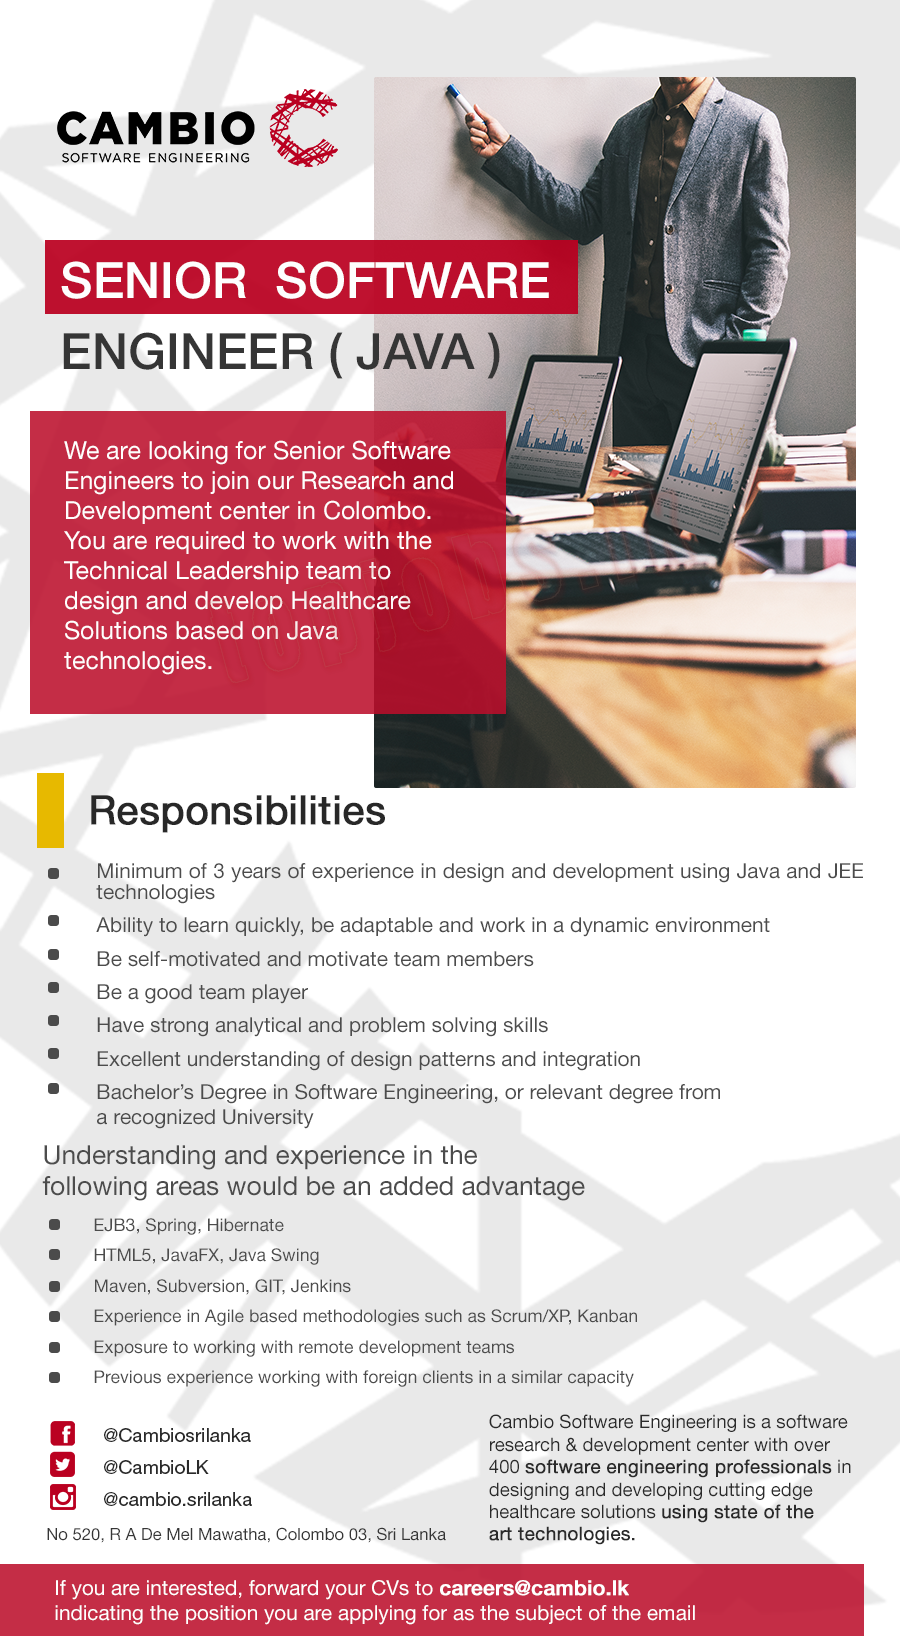 CAMBIO
SOFTWARE ENGINEERING
SENIOR SOFTWARE
ENGINEER ( JAVA )
We are looking for Senior Software
Engineers to join our Research and
Development center in Colombo.
You are required to work with the
Technical Leadership team to
design and develop Healthcare
Solutions based on Java
technologies.
Responsibilities
Minimum of 3 years of experience in design and development using Java and JEE
technologies
Ability to learn quickly, be adaptable and work in a dynamic environment
Be self-motivated and motivate team members
Be a good team player
Have strong analytical and problem solving skills
Excellent understanding of design patterns and integration
Bachelor’s Degree in Software Engineering, or relevant degree from
a recognized University
Understanding and experience in the
following areas would be an added advantage
EJB3, Spring, Hibernate
HTML5, JavaFX, Java Swing
Maven, Subversion, GIT, Jenkins
Experience in Agile based methodologies such as Scrum/XP, Kanban
Exposure to working with remote development teams
Previous experience working with foreign clients in a similar capacity
@Cambiosrilanka
@CambioLK
@cambio.srilanka
No 520, R A De Mel Mawatha, Colombo 03, Sri Lanka
Cambio Software Engineering is a software
research & development center with over
400 software engineering professionals in
designing and developing cutting edge
healthcare solutions using state of the
art technologies.
If you are interested, forward your CVs to careers@cambio.lk
indicating the position you are applying for as the subject of the email